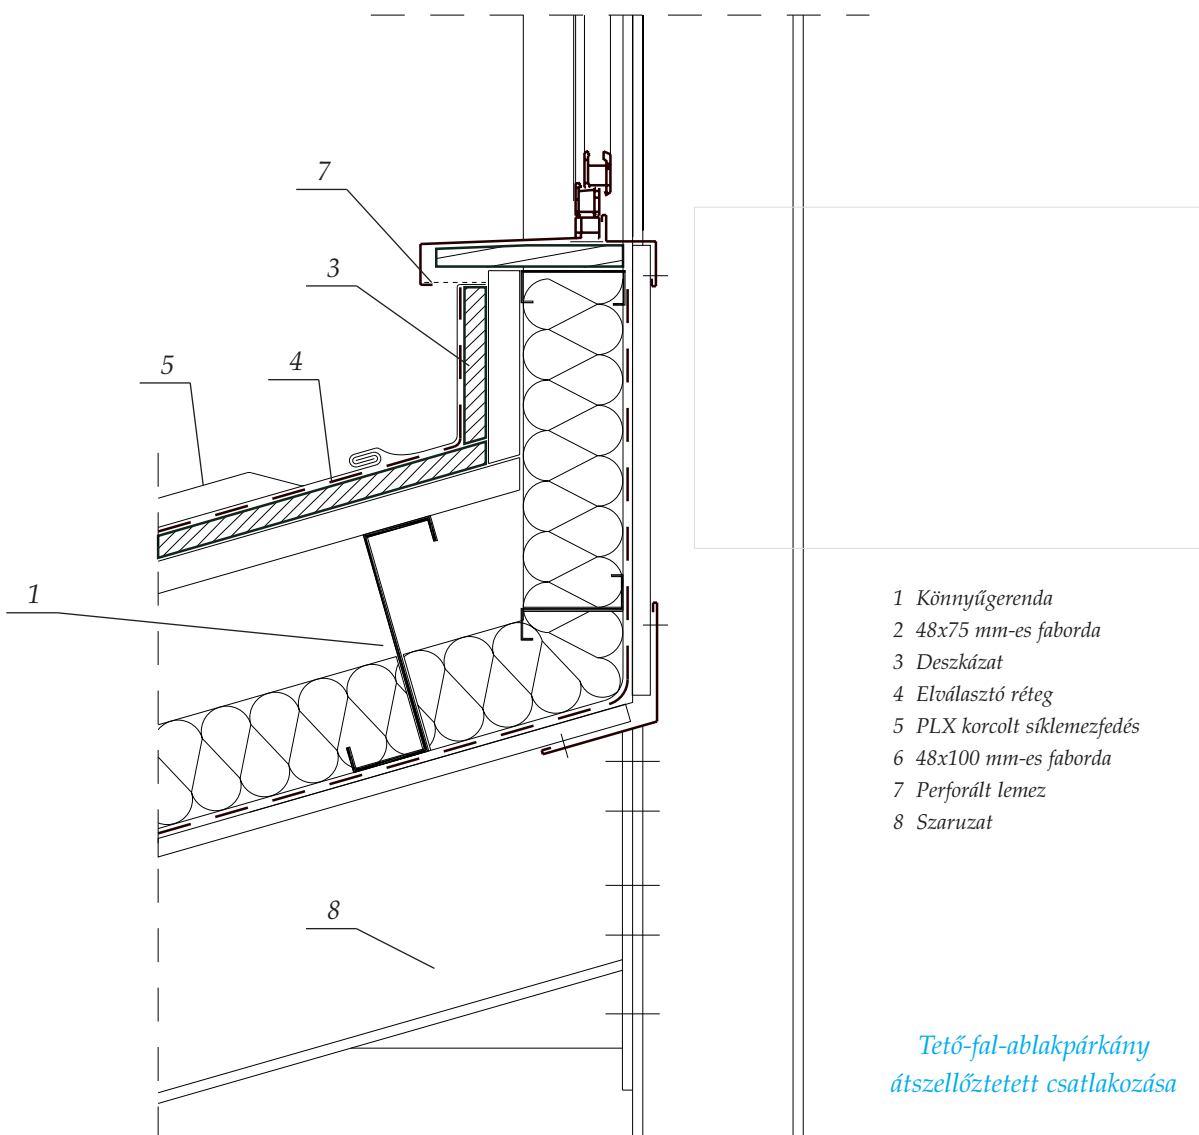 7
3
5
4
1
8
1 Könnyűgerenda
2 48x75 mm-es faborda
3 Deszkázat
4 Elválasztó réteg
5 PLX korcolt síklemezfedés
6 48x100 mm-es faborda
7 Perforált lemez
8 Szaruzat
Tető-fal-ablakpárkány
átszellőztetett csatlakozása